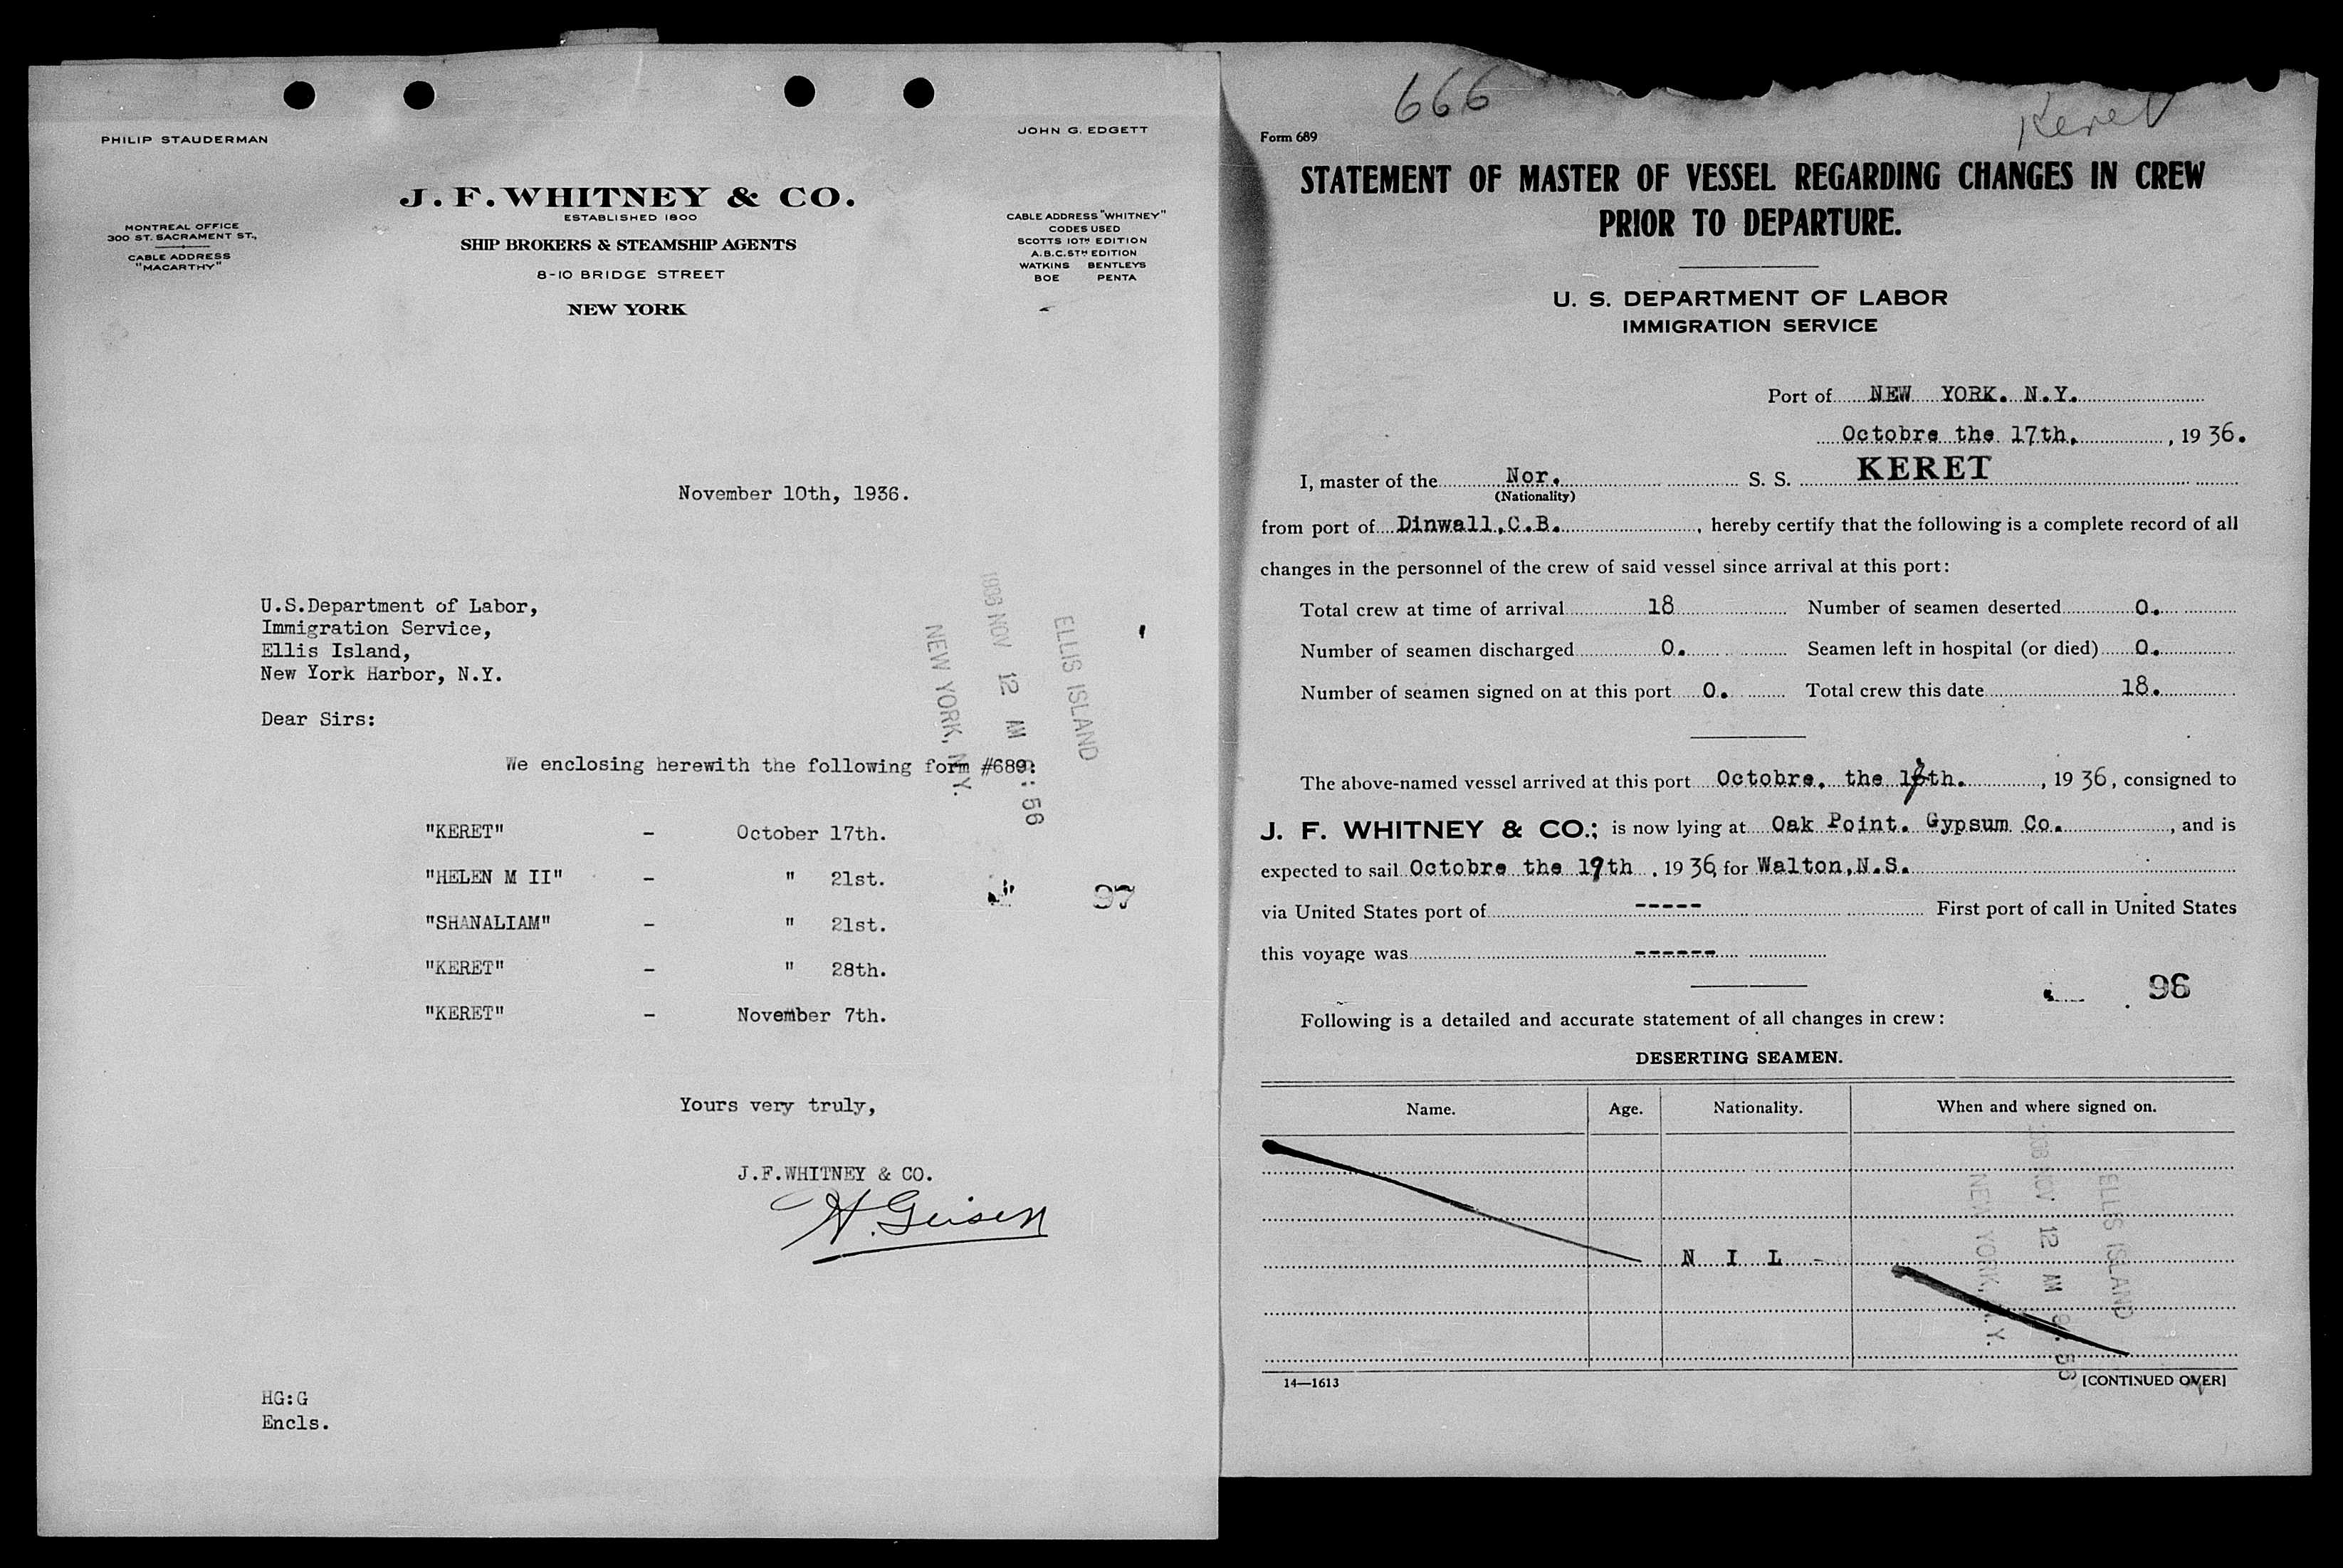 PHILIP STAUDERMAN
JOHN G. EDGETT
J. F. WHITNEY & CO.
ESTABLISHED 1800
SHIP BROKERS & STEAMSHIP AGENTS
8-10 BRIDGE STREET
NEW YORK
MONTREAL OFFICE
300 ST. SACRAMENT ST.,
CABLE ADDRESS
"MACARTHY"
CABLE ADDRESS "WHITNEY"
CODES USED
SCOTTS 10TH EDITION
A.B.C. 5TH EDITION
WATKINS BENTLEYS
BOE PENTA
November 10th, 1936.
U.S.Department of Labor,
Immigration Service,
Ellis Island,
New York Harbor, N.Y.
Dear Sirs:
We enclosing herewith the following form #689:
"KERET" - October 17th.
"HELEN M II" - " 21st.
"SHANALIAM" - " 21st.
"KERET" - " 28th.
"KERET" - November 7th.
Yours very truly,
J.F.WHITNEY & CO.
H. Geisen
HG:G
Encls.
ELLIS ISLAND
1936 NOV 12 AM 9:56
NEW YORK, N.Y.
97
666
Keret
Form 689
STATEMENT OF MASTER OF VESSEL REGARDING CHANGES IN CREW
PRIOR TO DEPARTURE.
U. S. DEPARTMENT OF LABOR
IMMIGRATION SERVICE
Port of NEW YORK. N.Y.
Octobre the 17th. , 19 36.
I, master of the Nor. S. S. KERET
(Nationality)
from port of Dinwall,C.B. , hereby certify that the following is a complete record of all
changes in the personnel of the crew of said vessel since arrival at this port:
Total crew at time of arrival 18 Number of seamen deserted 0.
Number of seamen discharged 0. Seamen left in hospital (or died) 0.
Number of seamen signed on at this port 0. Total crew this date 18.
The above-named vessel arrived at this port Octobre. the 17th. , 19 36, consigned to
J. F. WHITNEY & CO.; is now lying at Oak Point. Gypsum Co. , and is
expected to sail Octobre the 19th , 19 36, for Walton,N.S.
via United States port of ----- First port of call in United States
this voyage was ------
96
Following is a detailed and accurate statement of all changes in crew:
DESERTING SEAMEN.
Name. Age. Nationality. When and where signed on.
N I L -
ELLIS ISLAND
1936 NOV 12 AM 9:56
NEW YORK, N.Y.
14—1613
[CONTINUED OVER]